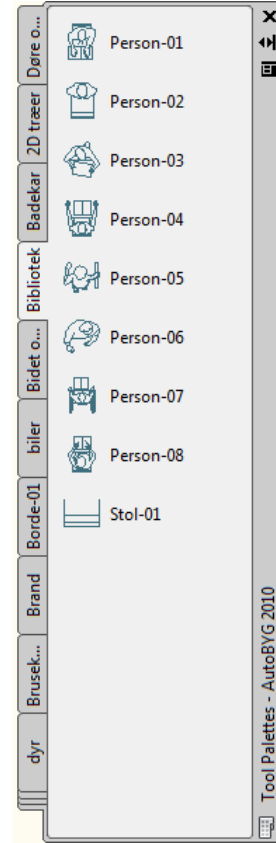 Døre o...
2D træer
Badekar
Bibliotek
Bidet o...
biler
Borde-01
Brand
Brusek...
dyr
Person-01
Person-02
Person-03
Person-04
Person-05
Person-06
Person-07
Person-08
Stol-01
Tool Palettes - AutoBYG 2010